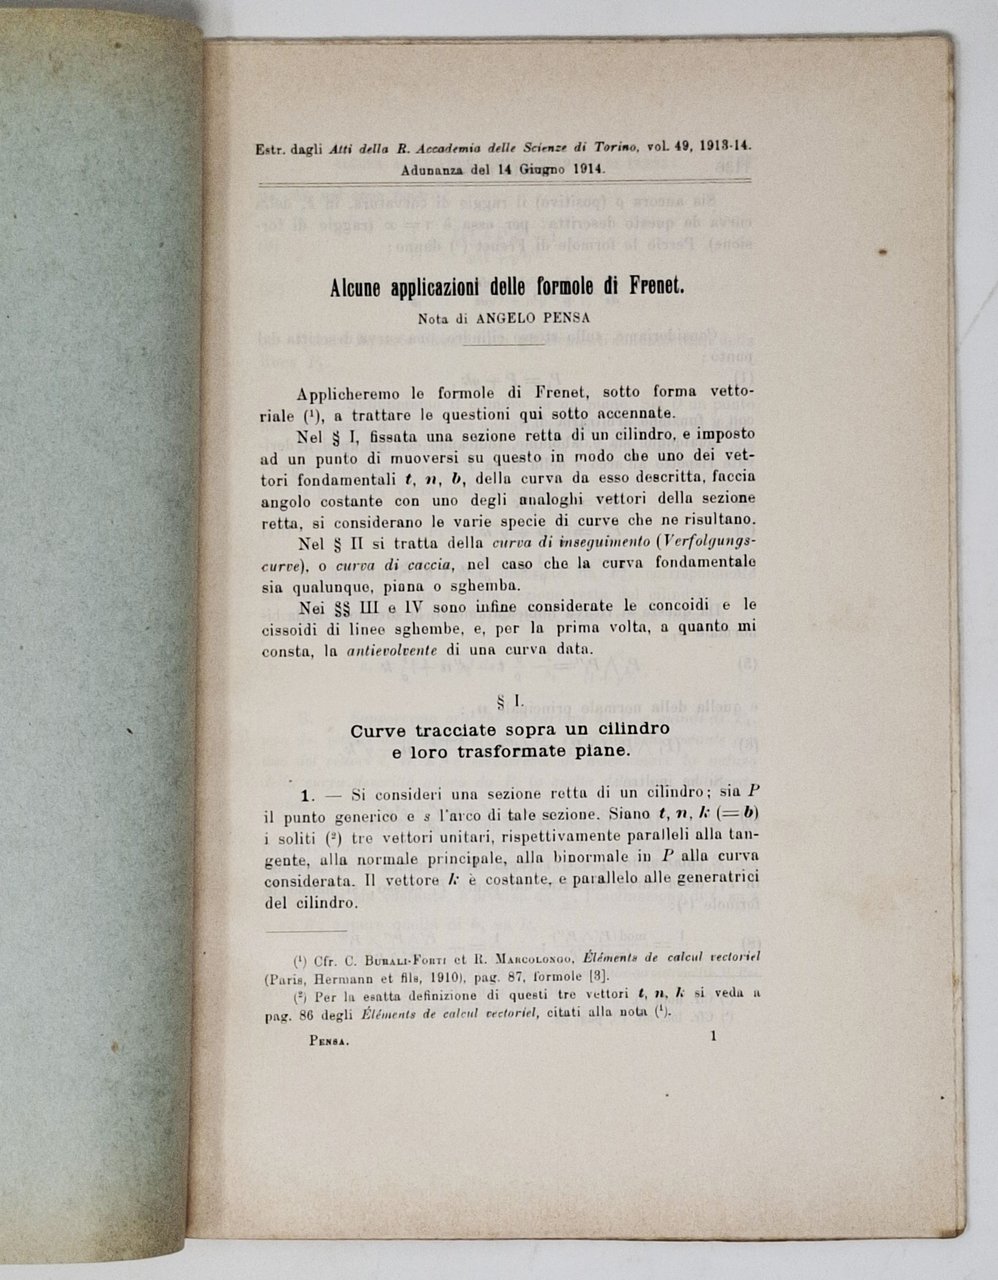 Estr. dagli Atti della R. Accademia delle Scienze di Torino, vol. 49, 1913-14.
Adunanza del 14 Giugno 1914.
Alcune applicazioni delle formole di Frenet.
Nota di ANGELO PENSA
Applicheremo le formole di Frenet, sotto forma vetto-
riale (¹), a trattare le questioni qui sotto accennate.
Nel § I, fissata una sezione retta di un cilindro, e imposto
ad un punto di muoversi su questo in modo che uno dei vet-
tori fondamentali t, n, b, della curva da esso descritta, faccia
angolo costante con uno degli analoghi vettori della sezione
retta, si considerano le varie specie di curve che ne risultano.
Nel § II si tratta della curva di inseguimento (Verfolgungs-
curve), o curva di caccia, nel caso che la curva fondamentale
sia qualunque, piana o sghemba.
Nei §§ III e IV sono infine considerate le concoidi e le
cissoidi di linee sghembe, e, per la prima volta, a quanto mi
consta, la antievolvente di una curva data.
§ I.
Curve tracciate sopra un cilindro
e loro trasformate piane.
1. — Si consideri una sezione retta di un cilindro; sia P
il punto generico e s l'arco di tale sezione. Siano t, n, k (= b)
i soliti (²) tre vettori unitari, rispettivamente paralleli alla tan-
gente, alla normale principale, alla binormale in P alla curva
considerata. Il vettore k è costante, e parallelo alle generatrici
del cilindro.
(¹) Cfr. C. BURALI-FORTI et R. MARCOLONGO, Éléments de calcul vectoriel
(Paris, Hermann et fils, 1910), pag. 87, formole [3].
(²) Per la esatta definizione di questi tre vettori t, n, k si veda a
pag. 86 degli Éléments de calcul vectoriel, citati alla nota (¹).
PENSA. 1